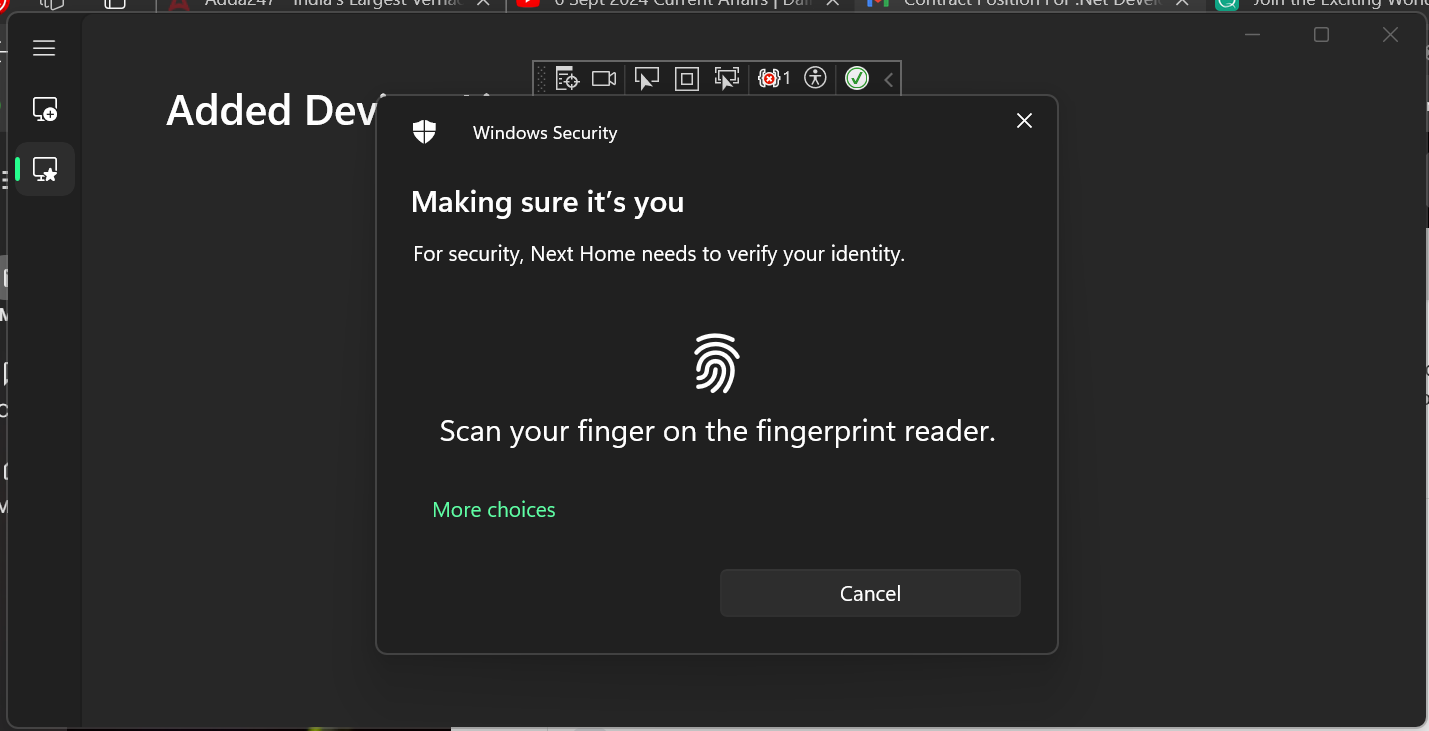 Adda247 - India's Largest Vernac
6 Sept 2024 Current Affairs | Dail
Contract Position For .Net Devel
Join the Exciting Worl
1
Added Dev
Windows Security
Making sure it’s you
For security, Next Home needs to verify your identity.
Scan your finger on the fingerprint reader.
More choices
Cancel